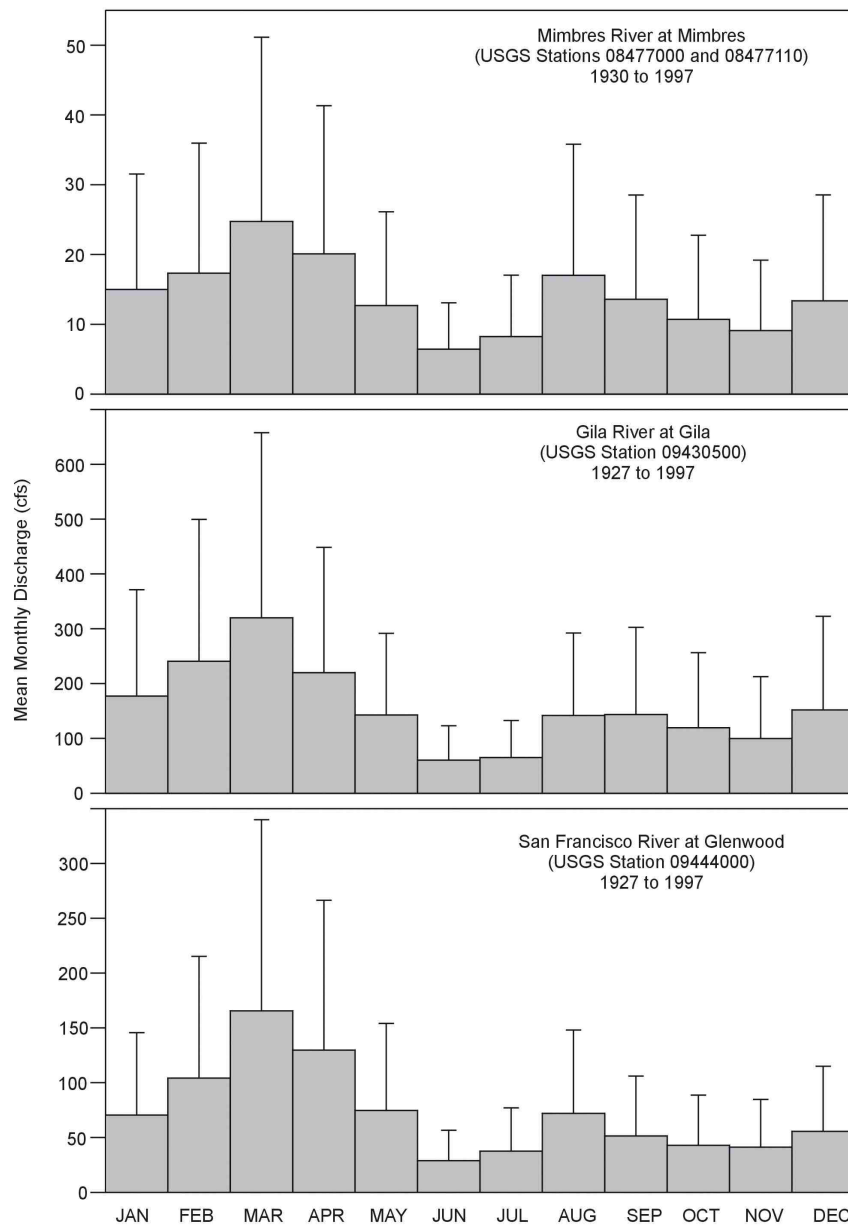 Mimbres River at Mimbres
(USGS Stations 08477000 and 08477110)
1930 to 1997
50
40
30
20
10
0
Mean Monthly Discharge (cfs)
Gila River at Gila
(USGS Station 09430500)
1927 to 1997
600
500
400
300
200
100
0
San Francisco River at Glenwood
(USGS Station 09444000)
1927 to 1997
300
250
200
150
100
50
0
JAN FEB MAR APR MAY JUN JUL AUG SEP OCT NOV DEC